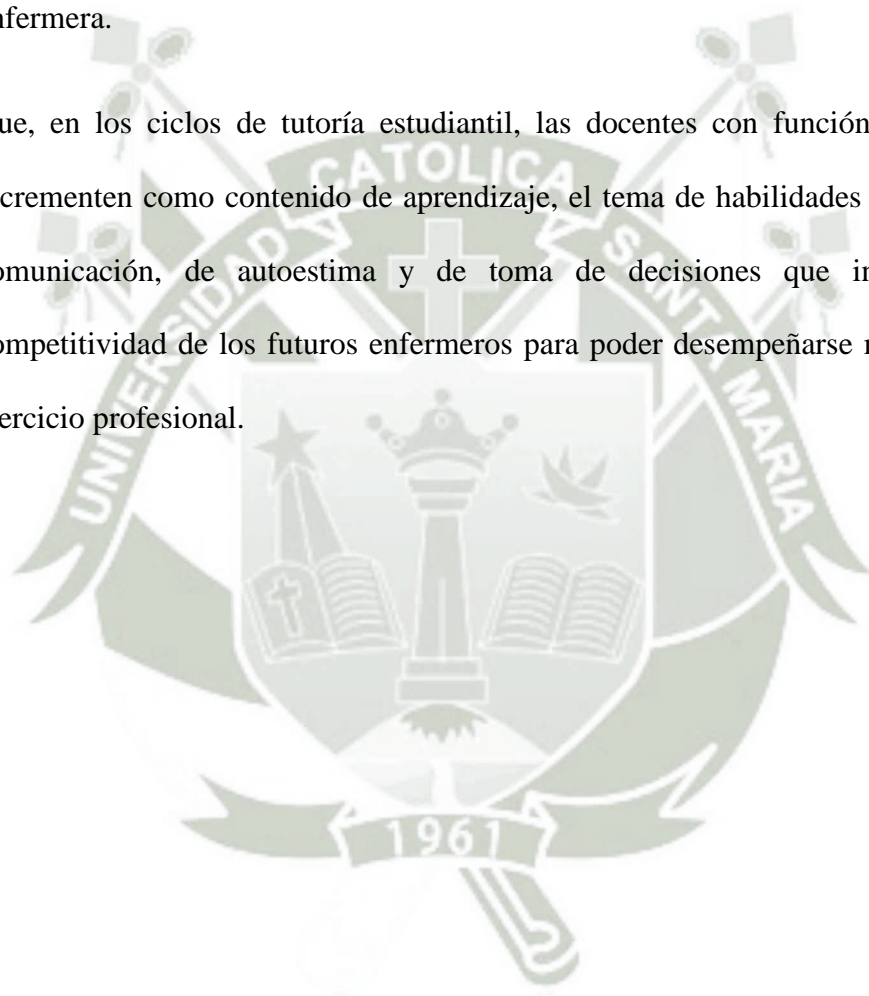 nfermera.
ue, en los ciclos de tutoría estudiantil, las docentes con función
crementen como contenido de aprendizaje, el tema de habilidades
omunicación, de autoestima y de toma de decisiones que in
ompetitividad de los futuros enfermeros para poder desempeñarse
ercicio profesional.
UNIVERSIDAD CATOLICA SANTA MARIA
1961